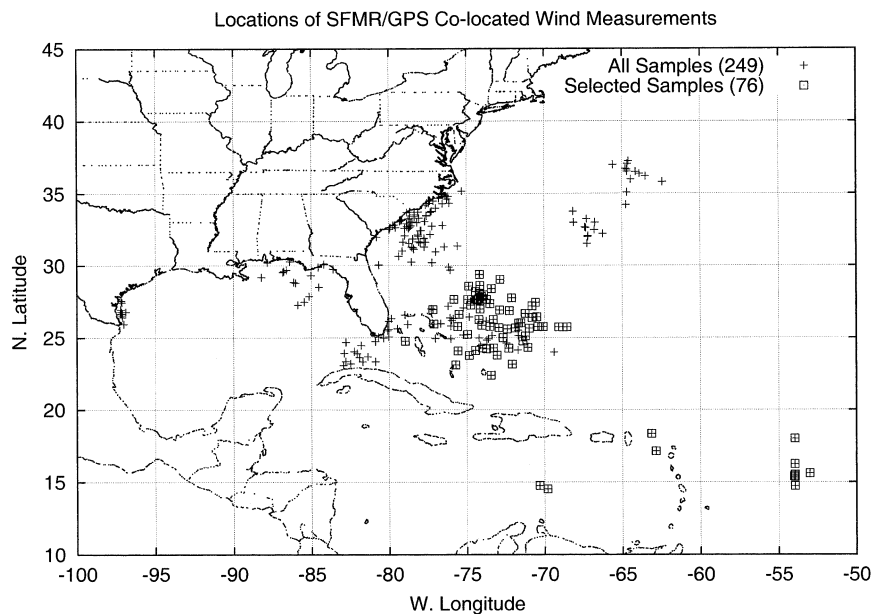 Locations of SFMR/GPS Co-located Wind Measurements
All Samples (249)
Selected Samples (76)
N. Latitude
45
40
35
30
25
20
15
10
-100 -95 -90 -85 -80 -75 -70 -65 -60 -55 -50
W. Longitude